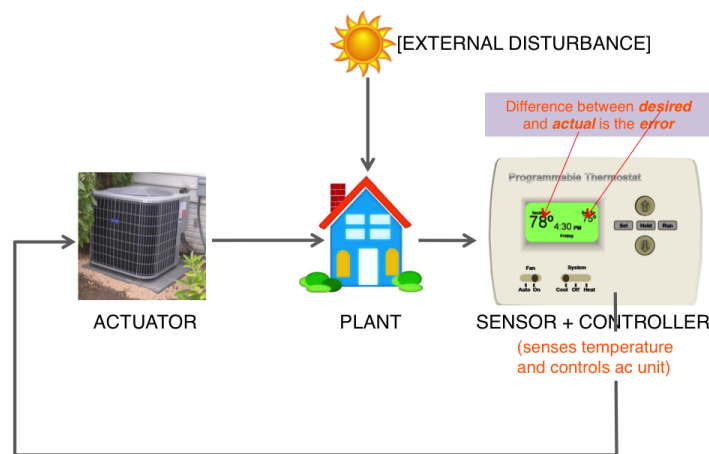 [EXTERNAL DISTURBANCE]
Difference between desired
and actual is the error
Programmable Thermostat
78° 75°
4:30 PM
Friday
Set Hold Run
Fan System
Auto On Cool Off Heat
ACTUATOR PLANT SENSOR + CONTROLLER
(senses temperature
and controls ac unit)